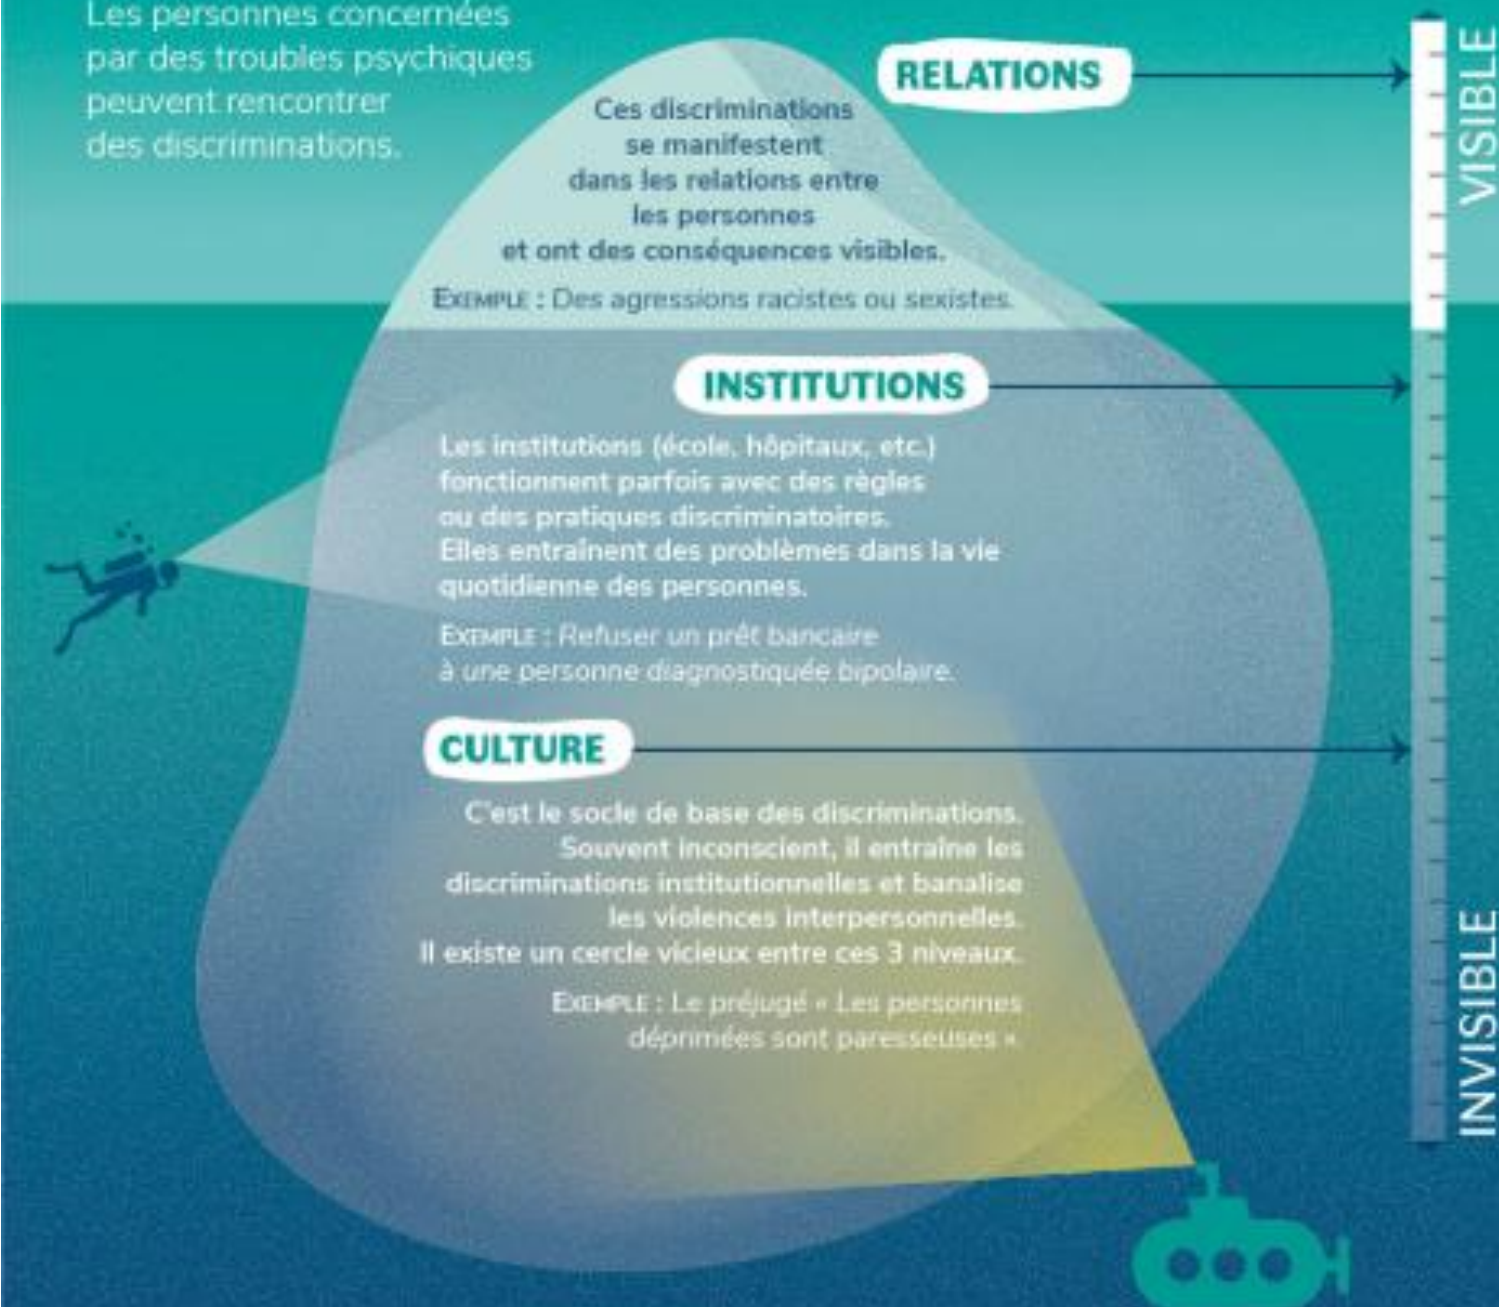 Les personnes concernées
par des troubles psychiques
peuvent rencontrer
des discriminations.
RELATIONS
Ces discriminations
se manifestent
dans les relations entre
les personnes
et ont des conséquences visibles.
EXEMPLE : Des agressions racistes ou sexistes.
INSTITUTIONS
Les institutions (école, hôpitaux, etc.)
fonctionnent parfois avec des règles
ou des pratiques discriminatoires.
Elles entraînent des problèmes dans la vie
quotidienne des personnes.
EXEMPLE : Refuser un prêt bancaire
à une personne diagnostiquée bipolaire.
CULTURE
C'est le socle de base des discriminations.
Souvent inconscient, il entraîne les
discriminations institutionnelles et banalise
les violences interpersonnelles.
Il existe un cercle vicieux entre ces 3 niveaux.
EXEMPLE : Le préjugé « Les personnes
déprimées sont paresseuses ».
VISIBLE
INVISIBLE